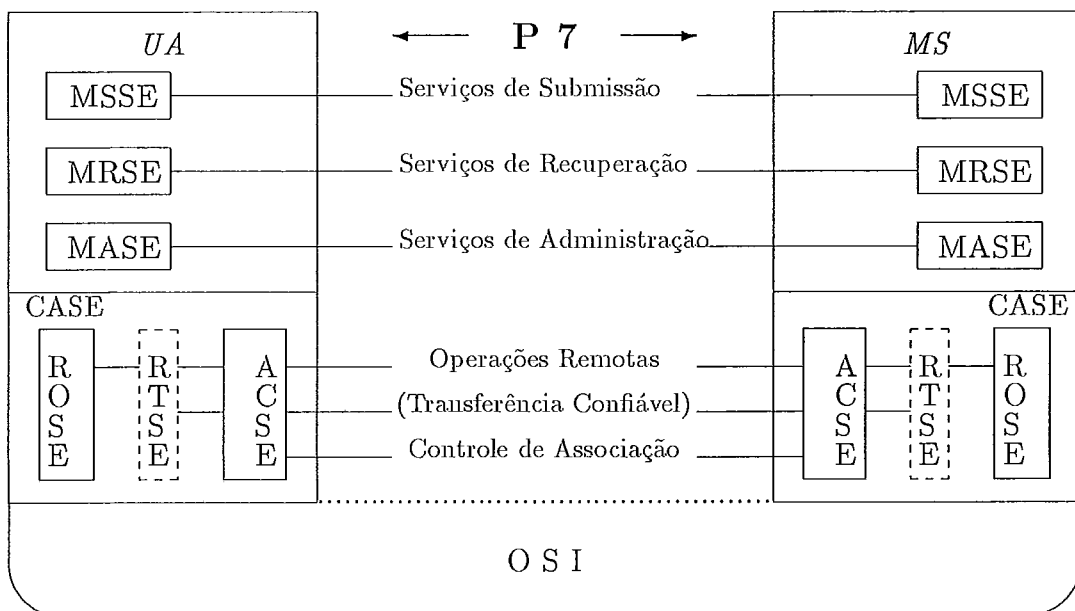 UA P 7 MS
MSSE Serviços de Submissão MSSE
MRSE Serviços de Recuperação MRSE
MASE Serviços de Administração MASE
CASE CASE
ROSE RTSE ACSE Operações Remotas ACSE RTSE ROSE
(Transferência Confiável)
Controle de Associação
O S I